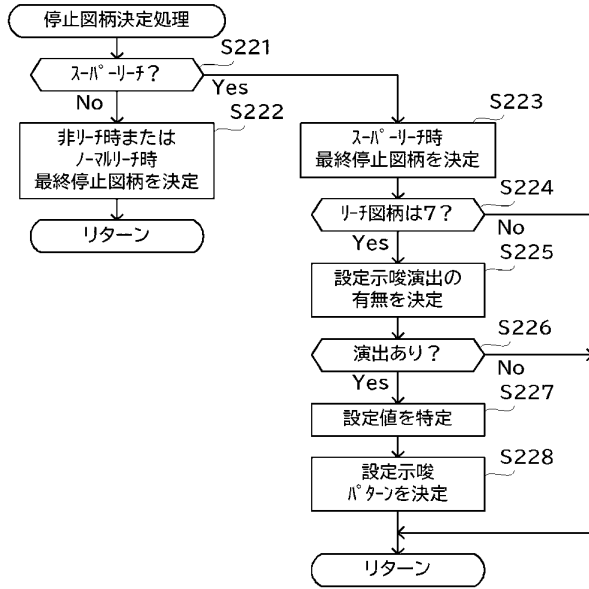 停止図柄決定処理
S221
ｽｰﾊﾟｰﾘｰﾁ？
Yes
No
S222
非ﾘｰﾁ時または
ﾉｰﾏﾙﾘｰﾁ時
最終停止図柄を決定
リターン
S223
ｽｰﾊﾟｰﾘｰﾁ時
最終停止図柄を決定
S224
ﾘｰﾁ図柄は7？
No
Yes
S225
設定示唆演出の
有無を決定
S226
演出あり？
No
Yes
S227
設定値を特定
S228
設定示唆
ﾊﾟﾀｰﾝを決定
リターン